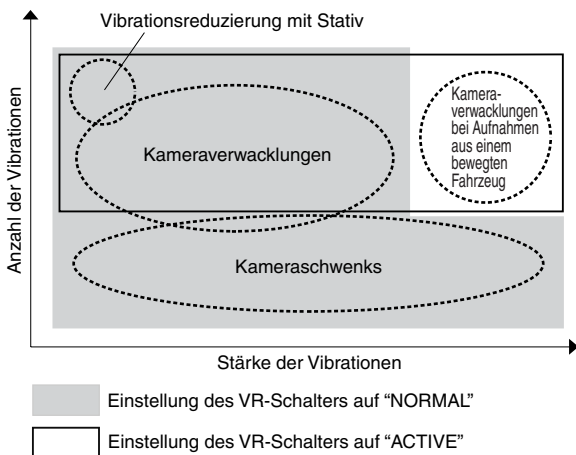 Vibrationsreduzierung mit Stativ
Anzahl der Vibrationen
Kameraverwacklungen
Kamera-
verwacklungen
bei Aufnahmen
aus einem
bewegten
Fahrzeug
Kameraschwenks
Stärke der Vibrationen
Einstellung des VR-Schalters auf “NORMAL”
Einstellung des VR-Schalters auf “ACTIVE”